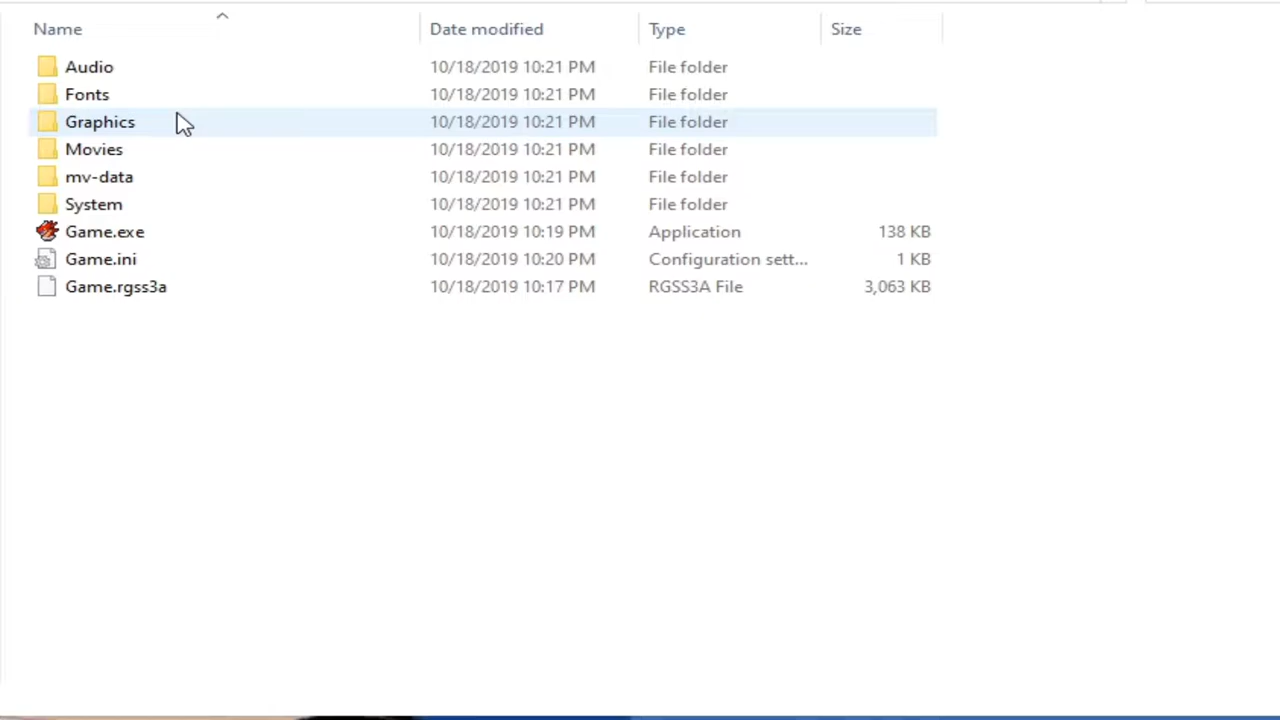 Name Date modified Type Size
Audio 10/18/2019 10:21 PM File folder
Fonts 10/18/2019 10:21 PM File folder
Graphics 10/18/2019 10:21 PM File folder
Movies 10/18/2019 10:21 PM File folder
mv-data 10/18/2019 10:21 PM File folder
System 10/18/2019 10:21 PM File folder
Game.exe 10/18/2019 10:19 PM Application 138 KB
Game.ini 10/18/2019 10:20 PM Configuration sett... 1 KB
Game.rgss3a 10/18/2019 10:17 PM RGSS3A File 3,063 KB